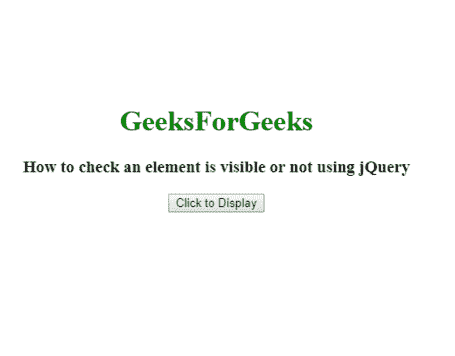 GeeksForGeeks
How to check an element is visible or not using jQuery
Click to Display